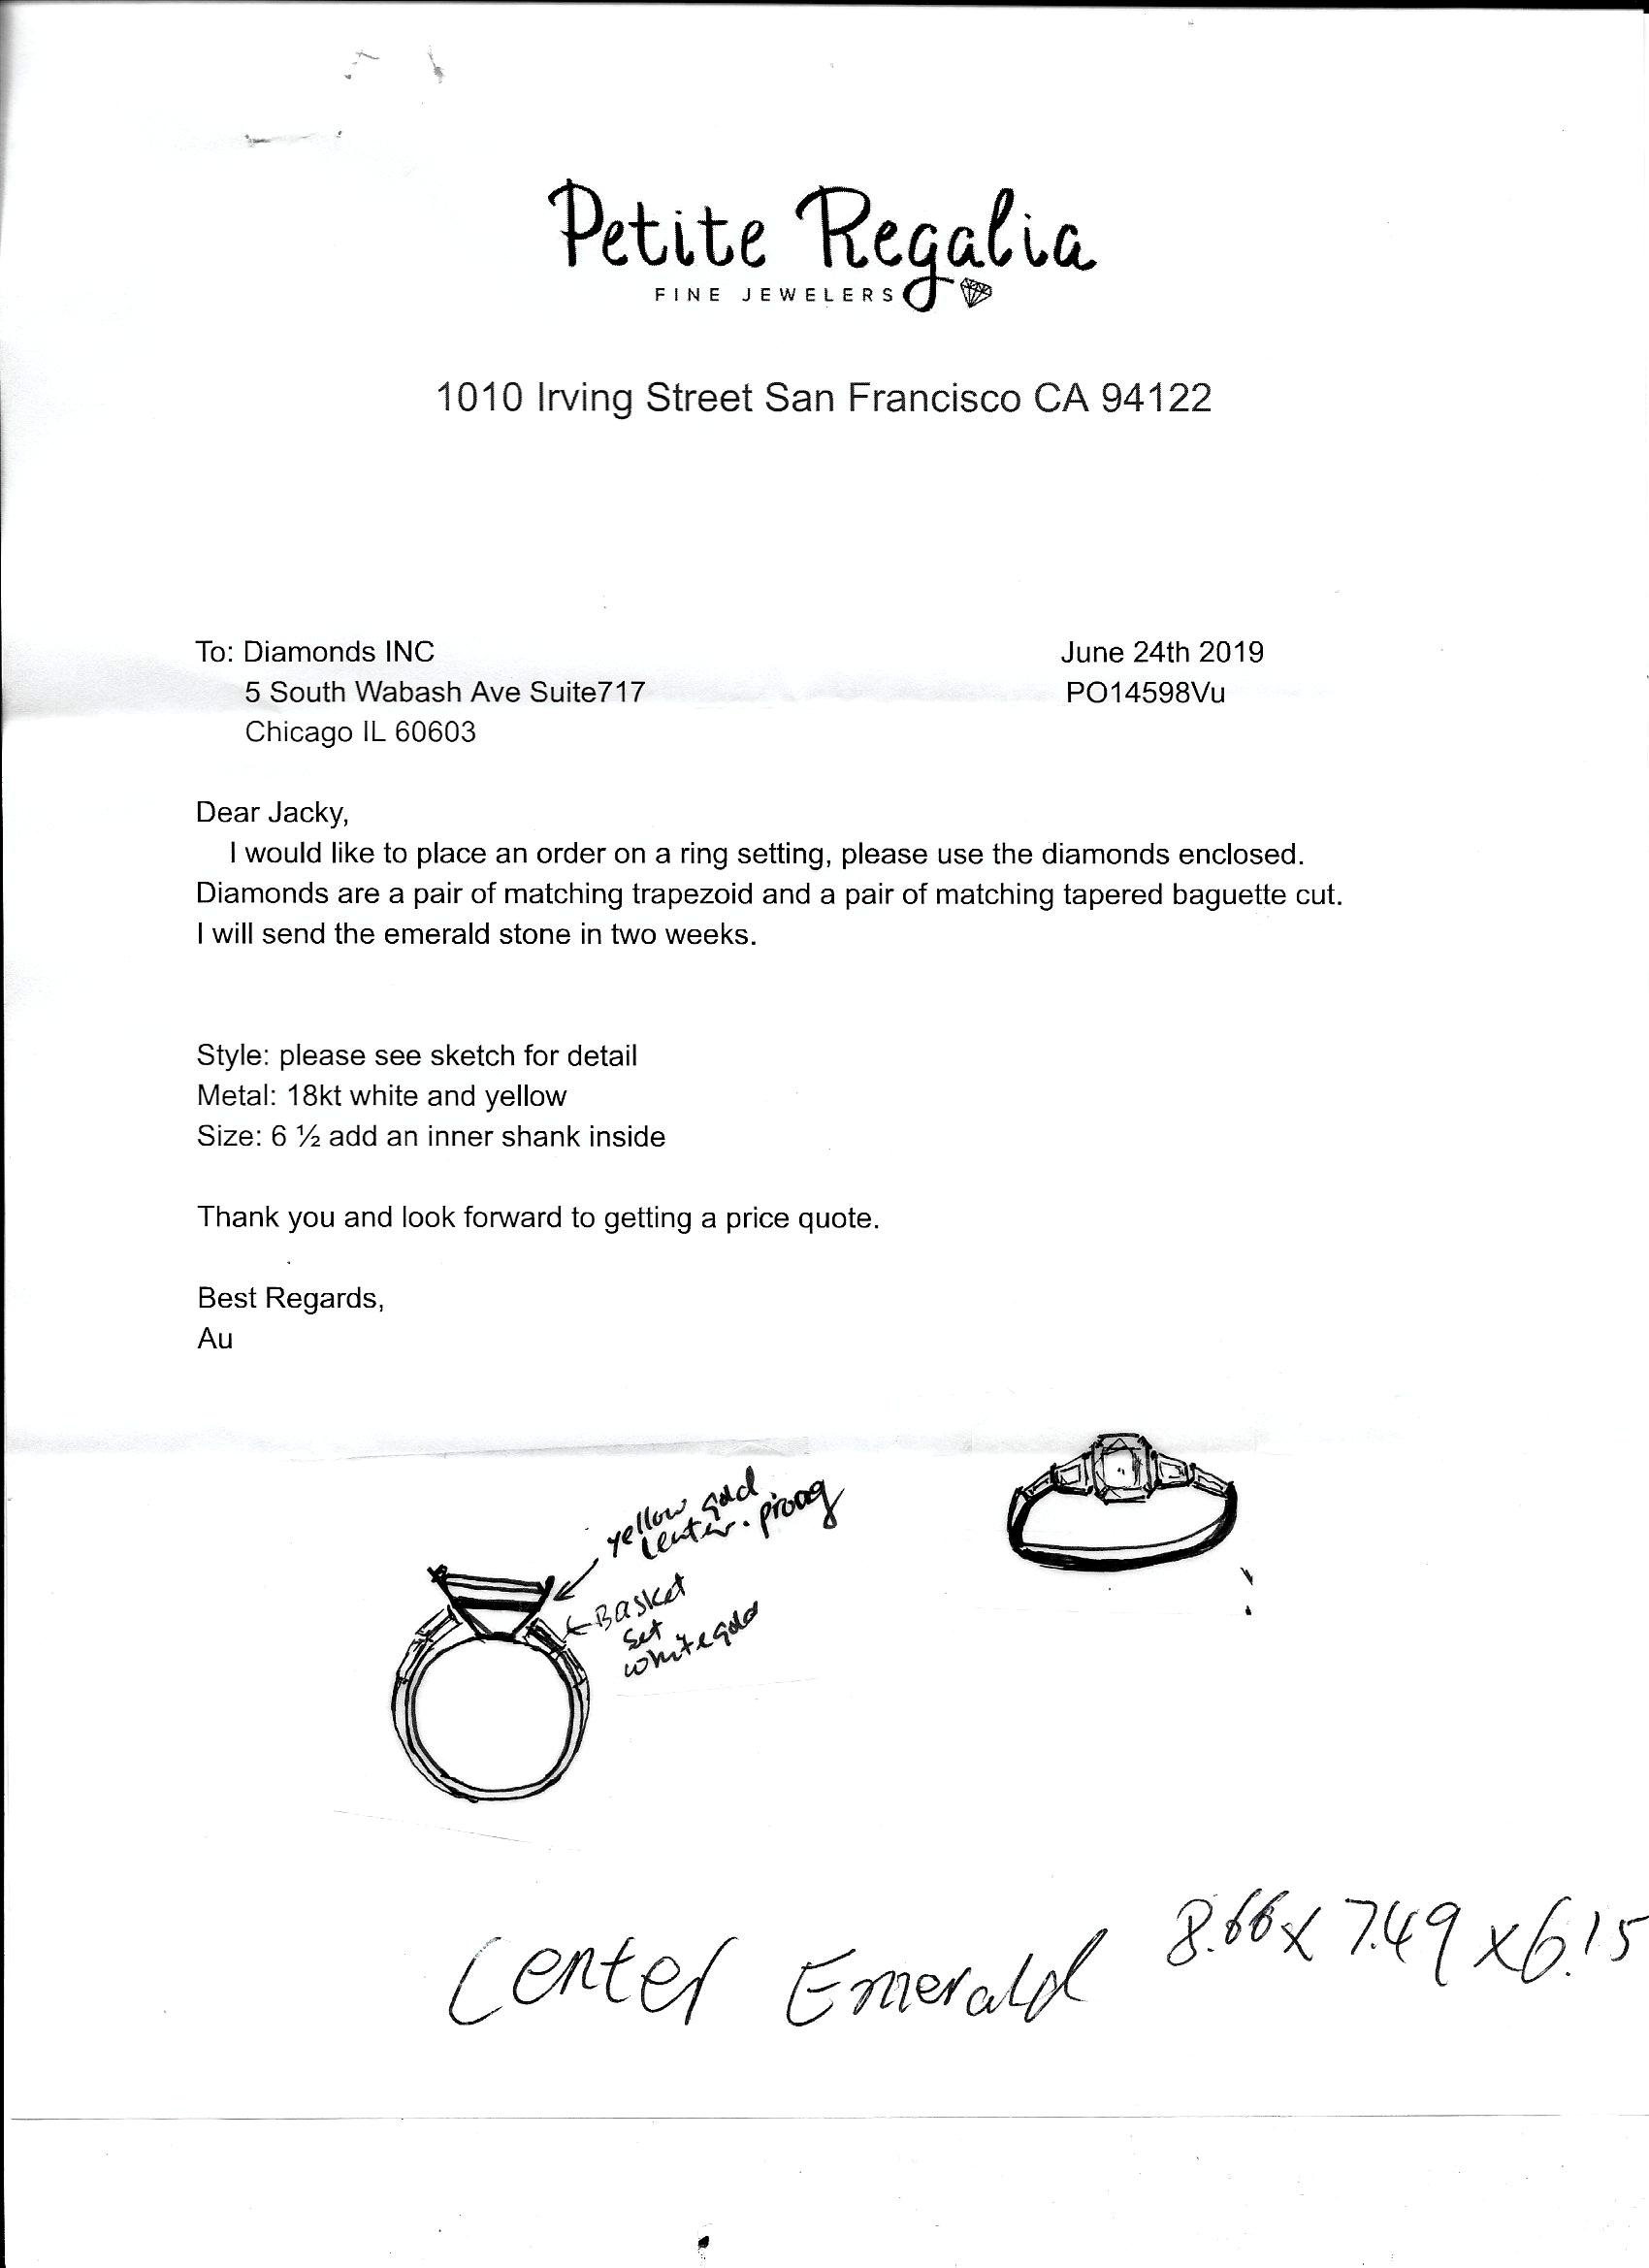 Petite Regalia
FINE JEWELERS
1010 Irving Street San Francisco CA 94122
To: Diamonds INC
5 South Wabash Ave Suite717
Chicago IL 60603
June 24th 2019
PO14598Vu
Dear Jacky,
I would like to place an order on a ring setting, please use the diamonds enclosed.
Diamonds are a pair of matching trapezoid and a pair of matching tapered baguette cut.
I will send the emerald stone in two weeks.
Style: please see sketch for detail
Metal: 18kt white and yellow
Size: 6 ½ add an inner shank inside
Thank you and look forward to getting a price quote.
Best Regards,
Au
yellow gold
center. prong
Basket
set
white gold
Center Emerald 8.66x 7.49 x6.15